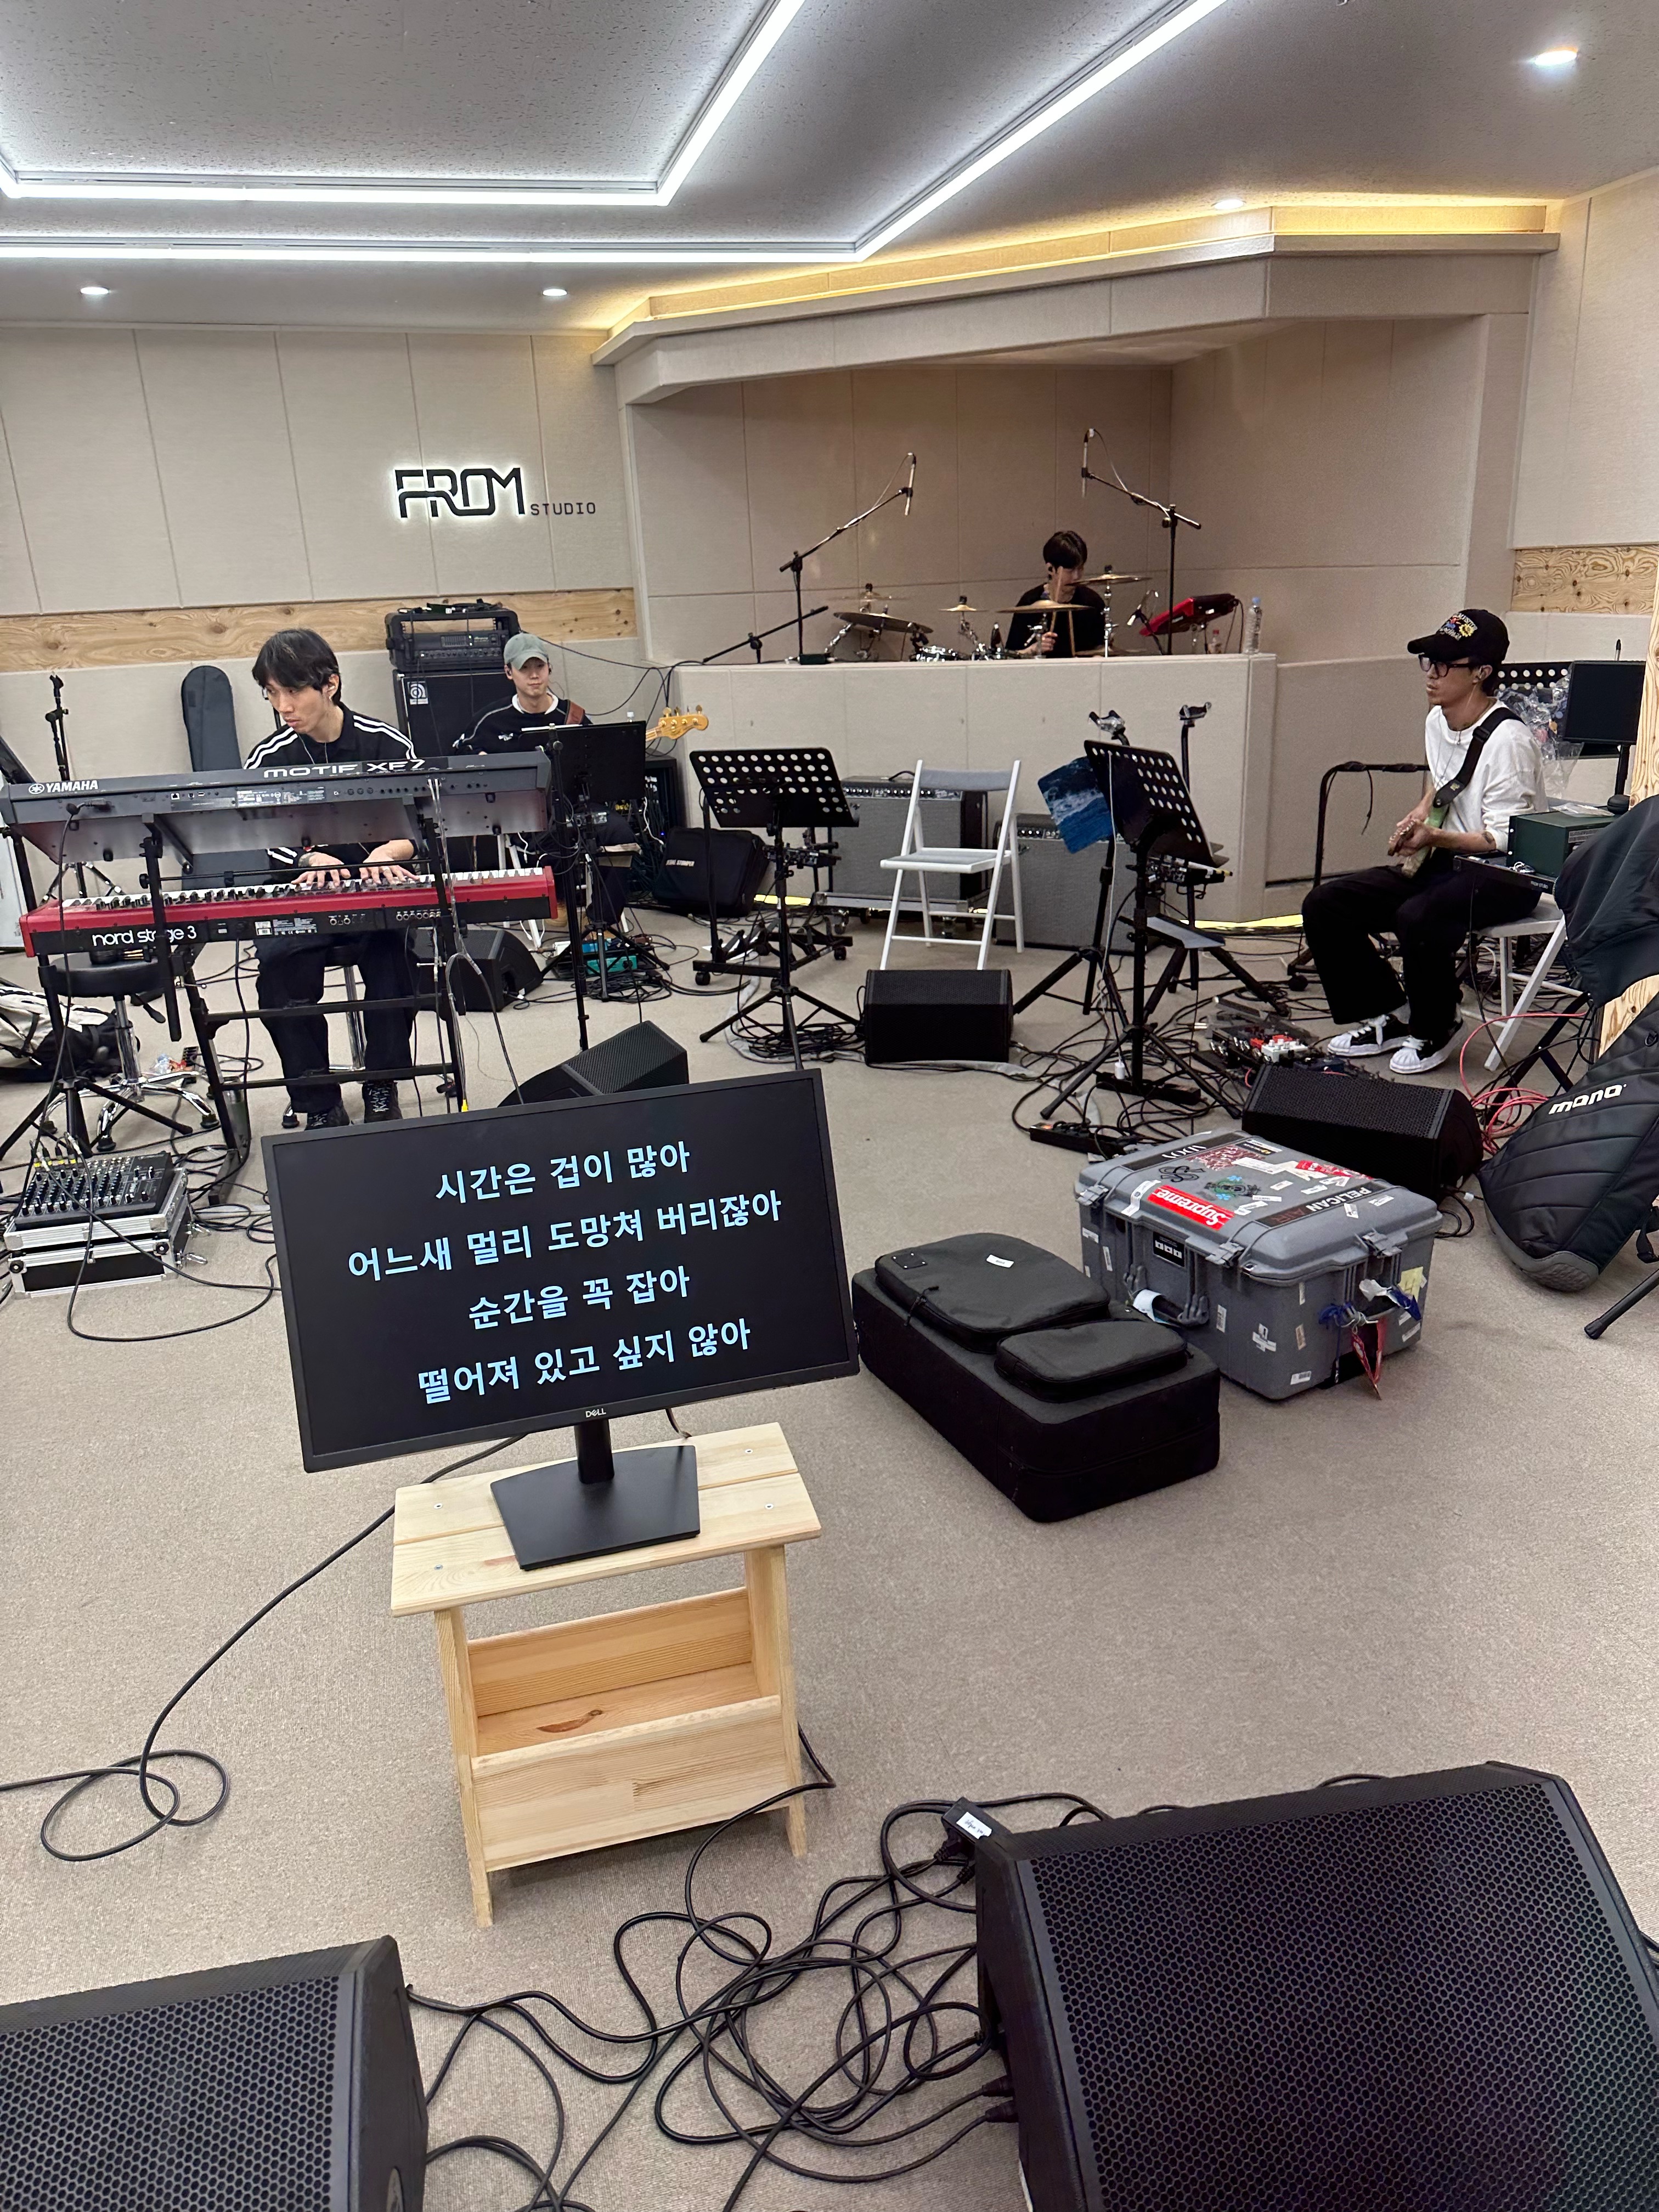 FROM STUDIO
YAMAHA
MOTIF XF7
nord stage 3
mono
시간은 겁이 많아
어느새 멀리 도망쳐 버리잖아
순간을 꼭 잡아
떨어져 있고 싶지 않아
DELL
Supreme
PELICAN